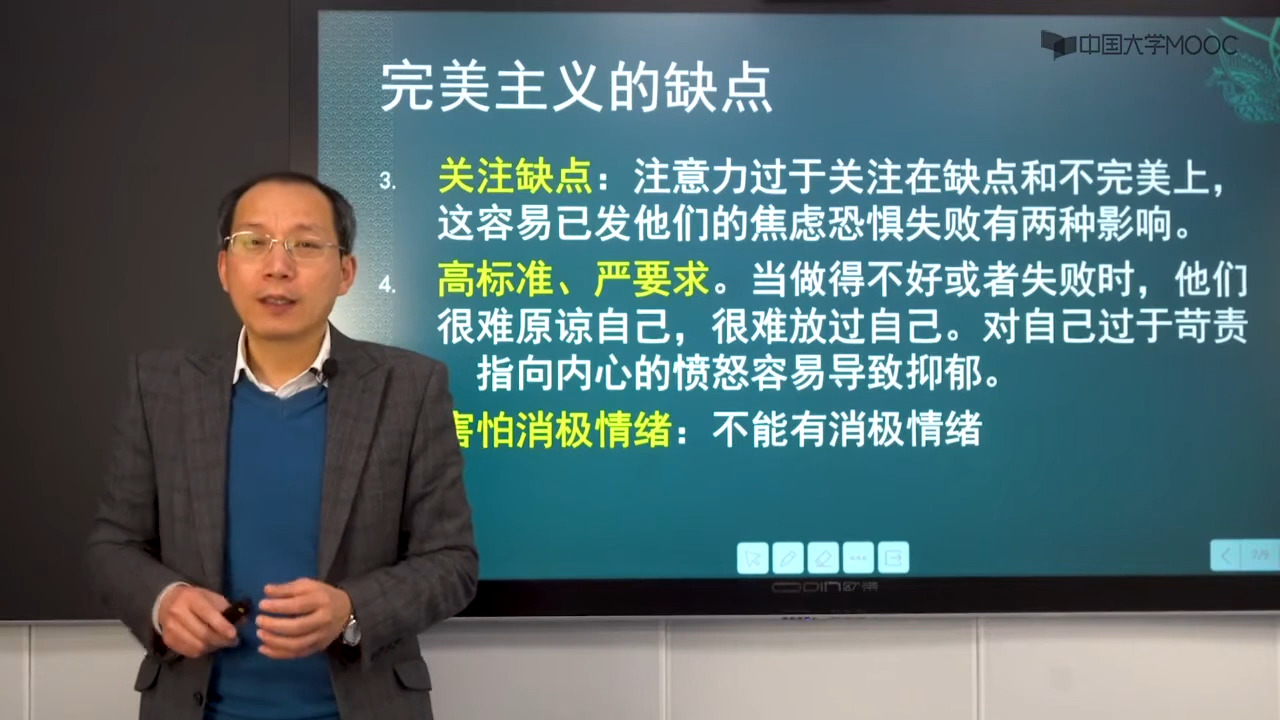 中国大学MOOC
完美主义的缺点
3. 关注缺点：注意力过于关注在缺点和不完美上，
这容易已发他们的焦虑恐惧失败有两种影响。
4. 高标准、严要求。当做得不好或者失败时，他们
很难原谅自己，很难放过自己。对自己过于苛责
指向内心的愤怒容易导致抑郁。
害怕消极情绪：不能有消极情绪
7/9